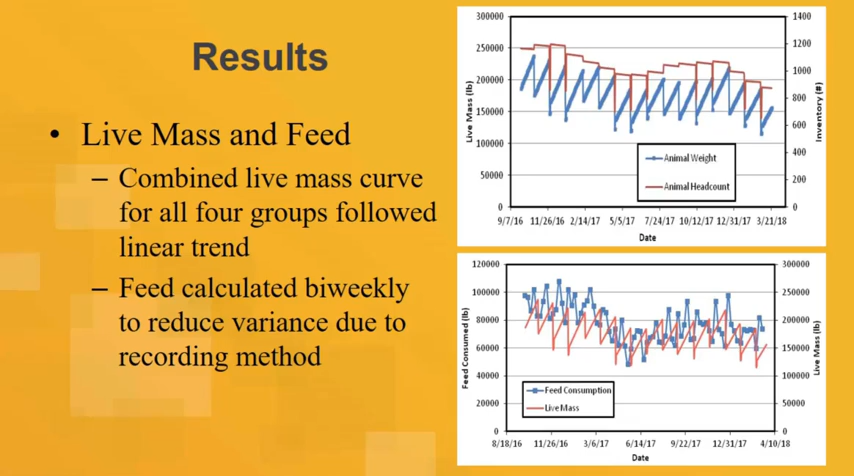 Results
• Live Mass and Feed
– Combined live mass curve
for all four groups followed
linear trend
– Feed calculated biweekly
to reduce variance due to
recording method
300000
250000
200000
150000
100000
50000
0
Live Mass (lb)
1400
1200
1000
800
600
400
200
0
Inventory (#)
Animal Weight
Animal Headcount
9/7/16 11/26/16 2/14/17 5/5/17 7/24/17 10/12/17 12/31/17 3/21/18
Date
120000
100000
80000
60000
40000
20000
0
Feed Consumed (lb)
300000
250000
200000
150000
100000
50000
0
Live Mass (lb)
Feed Consumption
Live Mass
8/18/16 11/26/16 3/6/17 6/14/17 9/22/17 12/31/17 4/10/18
Date